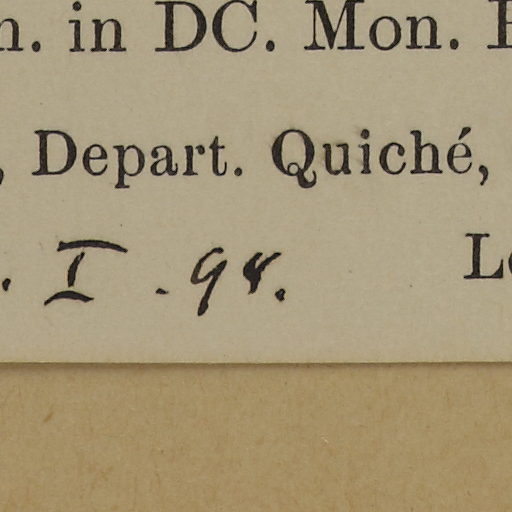 n. in DC. Mon. 
, Depart. Quiché,
. I - 94. L